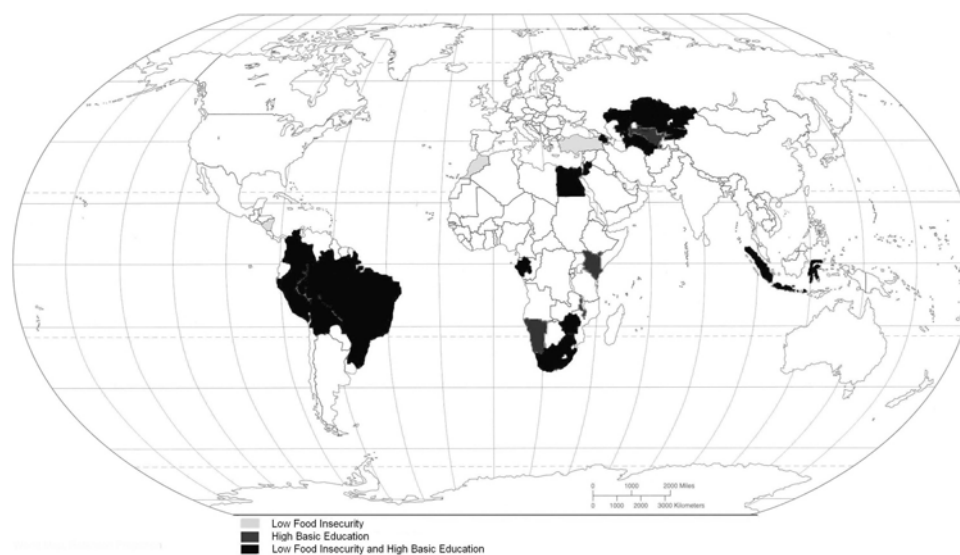 0 1000 2000 Miles
0 1000 2000 3000 Kilometers
Low Food Insecurity
High Basic Education
Low Food Insecurity and High Basic Education